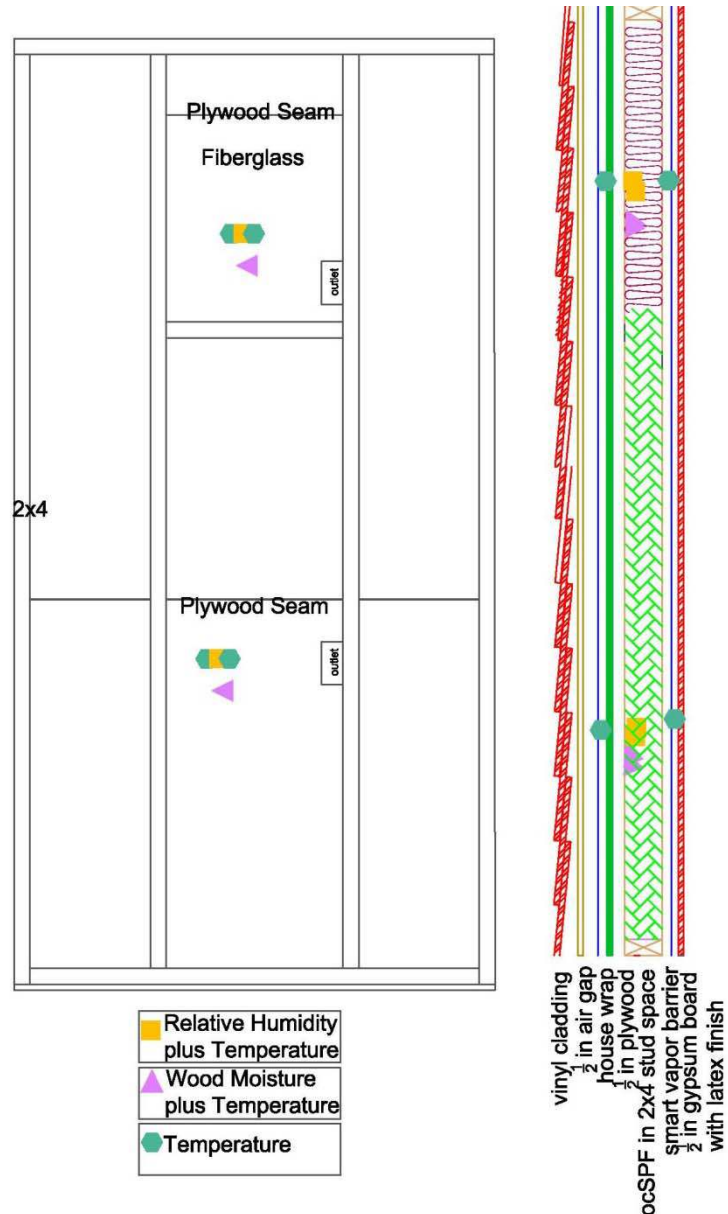 Plywood Seam
Fiberglass
outlet
2x4
Plywood Seam
outlet
Relative Humidity
plus Temperature
Wood Moisture
plus Temperature
Temperature
vinyl cladding
1/2 in air gap
house wrap
1/2 in plywood
ocSPF in 2x4 stud space
smart vapor barrier
1/2 in gypsum board
with latex finish